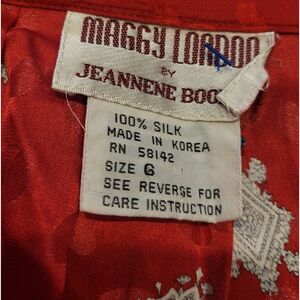 MAGGY LONDON
BY
JEANNENE BOO
100% SILK
MADE IN KOREA
RN 58142
SIZE 6
SEE REVERSE FOR
CARE INSTRUCTION